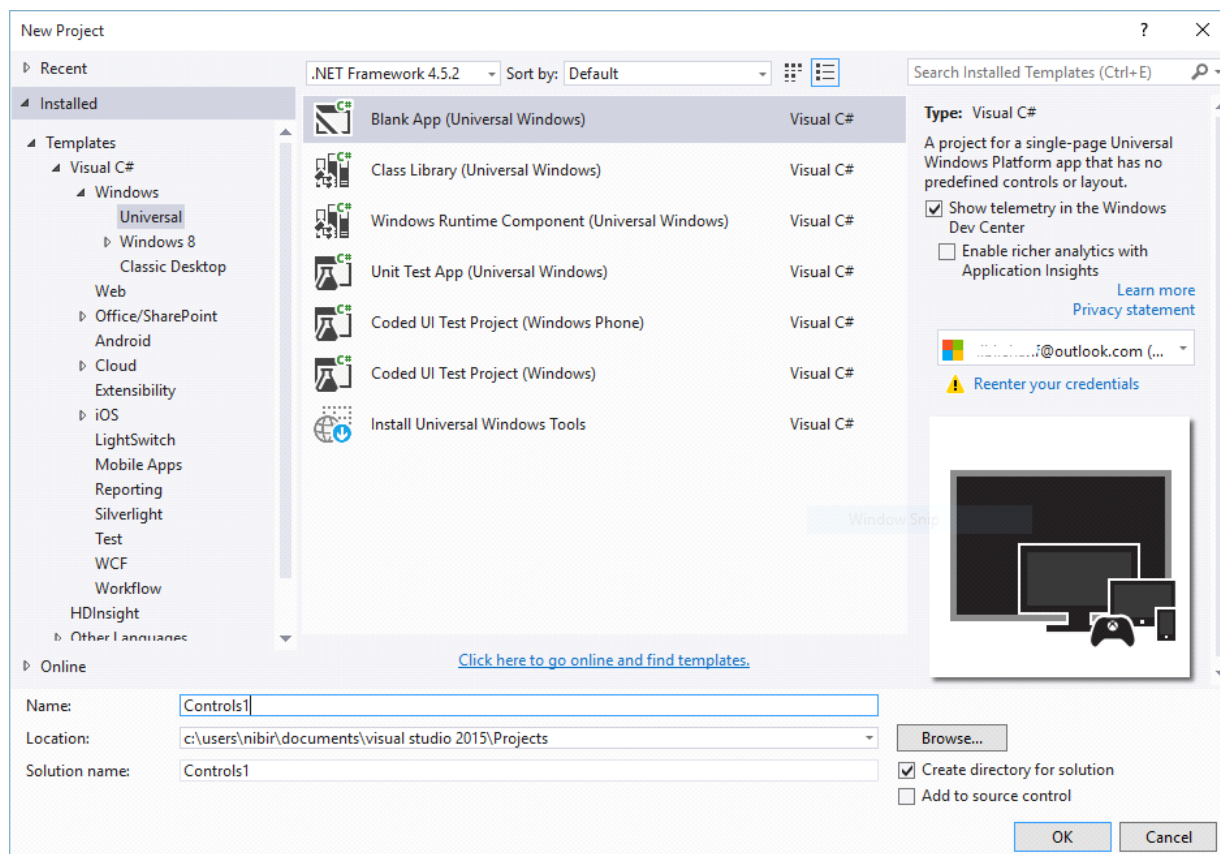 New Project
?
Recent
Installed
Templates
Visual C#
Windows
Universal
Windows 8
Classic Desktop
Web
Office/SharePoint
Android
Cloud
Extensibility
iOS
LightSwitch
Mobile Apps
Reporting
Silverlight
Test
WCF
Workflow
HDInsight
Other Languages
Online
.NET Framework 4.5.2
Sort by: Default
C# Blank App (Universal Windows) Visual C#
C# Class Library (Universal Windows) Visual C#
C# Windows Runtime Component (Universal Windows) Visual C#
C# Unit Test App (Universal Windows) Visual C#
C# Coded UI Test Project (Windows Phone) Visual C#
C# Coded UI Test Project (Windows) Visual C#
Install Universal Windows Tools Visual C#
Window Snip
Click here to go online and find templates.
Search Installed Templates (Ctrl+E)
Type: Visual C#
A project for a single-page Universal
Windows Platform app that has no
predefined controls or layout.
Show telemetry in the Windows
Dev Center
Enable richer analytics with
Application Insights
Learn more
Privacy statement
@outlook.com (...
Reenter your credentials
Name: Controls1
Location: c:\users\nibir\documents\visual studio 2015\Projects
Browse...
Solution name: Controls1
Create directory for solution
Add to source control
OK
Cancel